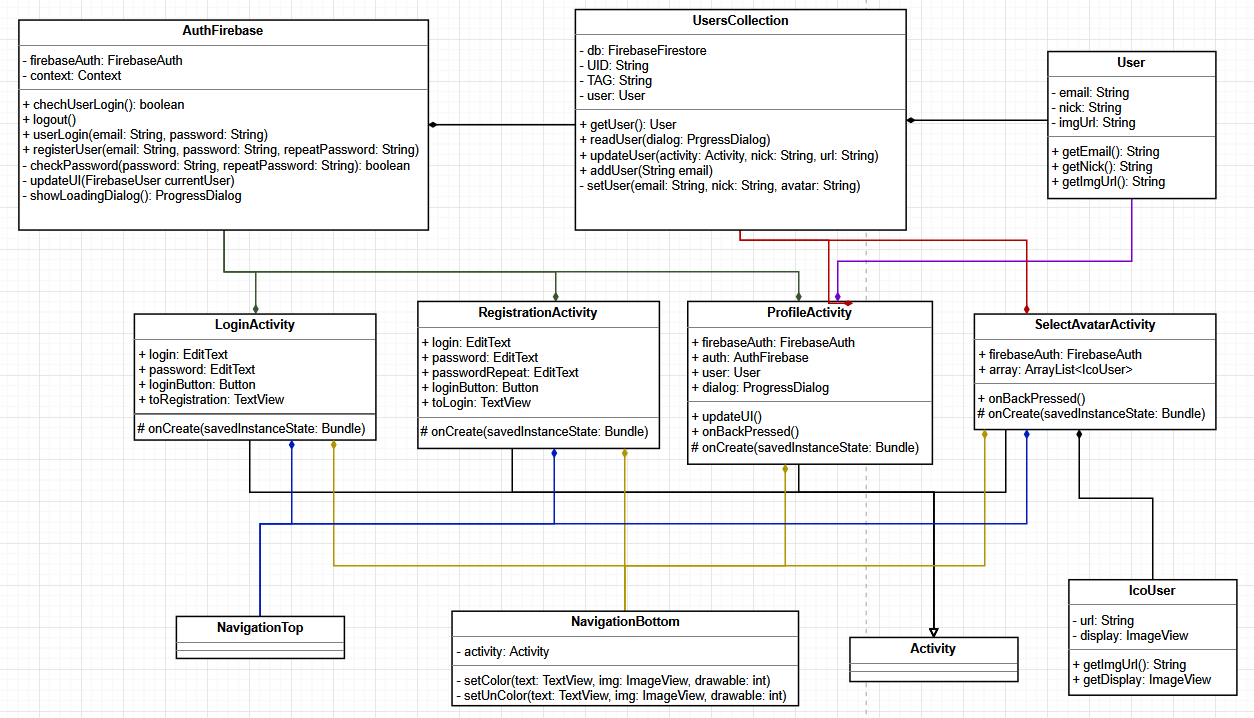 AuthFirebase
- firebaseAuth: FirebaseAuth
- context: Context
+ chechUserLogin(): boolean
+ logout()
+ userLogin(email: String, password: String)
+ registerUser(email: String, password: String, repeatPassword: String)
- checkPassword(password: String, repeatPassword: String): boolean
- updateUI(FirebaseUser currentUser)
- showLoadingDialog(): ProgressDialog
UsersCollection
- db: FirebaseFirestore
- UID: String
- TAG: String
- user: User
+ getUser(): User
+ readUser(dialog: PrgressDialog)
+ updateUser(activity: Activity, nick: String, url: String)
+ addUser(String email)
- setUser(email: String, nick: String, avatar: String)
User
- email: String
- nick: String
- imgUrl: String
+ getEmail(): String
+ getNick(): String
+ getImgUrl(): String
LoginActivity
+ login: EditText
+ password: EditText
+ loginButton: Button
+ toRegistration: TextView
# onCreate(savedInstanceState: Bundle)
RegistrationActivity
+ login: EditText
+ password: EditText
+ passwordRepeat: EditText
+ loginButton: Button
+ toLogin: TextView
# onCreate(savedInstanceState: Bundle)
ProfileActivity
+ firebaseAuth: FirebaseAuth
+ auth: AuthFirebase
+ user: User
+ dialog: ProgressDialog
+ updateUI()
+ onBackPressed()
# onCreate(savedInstanceState: Bundle)
SelectAvatarActivity
+ firebaseAuth: FirebaseAuth
+ array: ArrayList<IcoUser>
+ onBackPressed()
# onCreate(savedInstanceState: Bundle)
NavigationTop
NavigationBottom
- activity: Activity
- setColor(text: TextView, img: ImageView, drawable: int)
- setUnColor(text: TextView, img: ImageView, drawable: int)
Activity
IcoUser
- url: String
- display: ImageView
+ getImgUrl(): String
+ getDisplay: ImageView